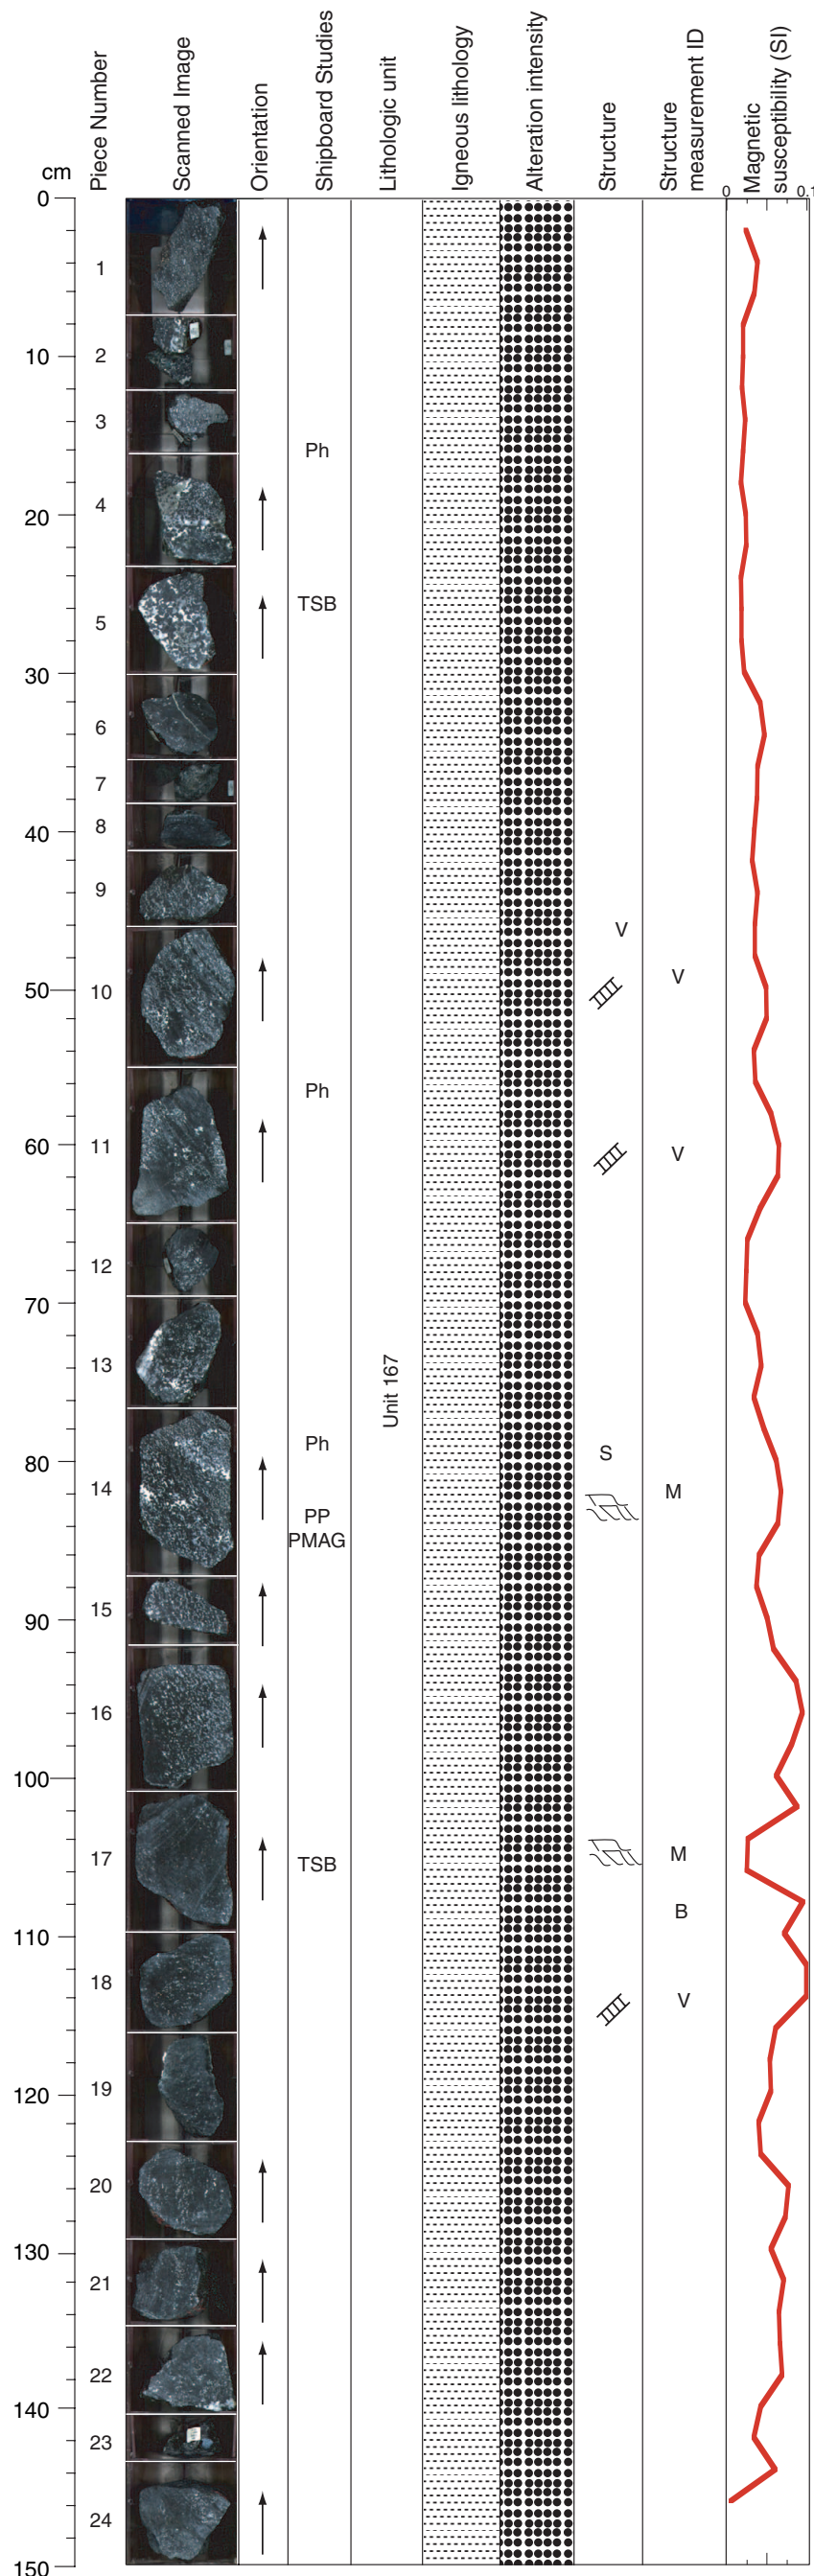 cm
Piece Number
Scanned Image
Orientation
Shipboard Studies
Lithologic unit
Igneous lithology
Alteration intensity
Structure
Structure
measurement ID
Magnetic
susceptibility (SI)
0 0.1
0
1
10 2
3
Ph
4
20
TSB
5
30
6
7
40 8
9
V
V
50 10
Ph
60 11 V
12
70
13
Unit 167
Ph
S
80
14 M
PP
PMAG
15
90
16
100
17 TSB M
B
110
18
V
19
120
20
130
21
22
140
23
24
150